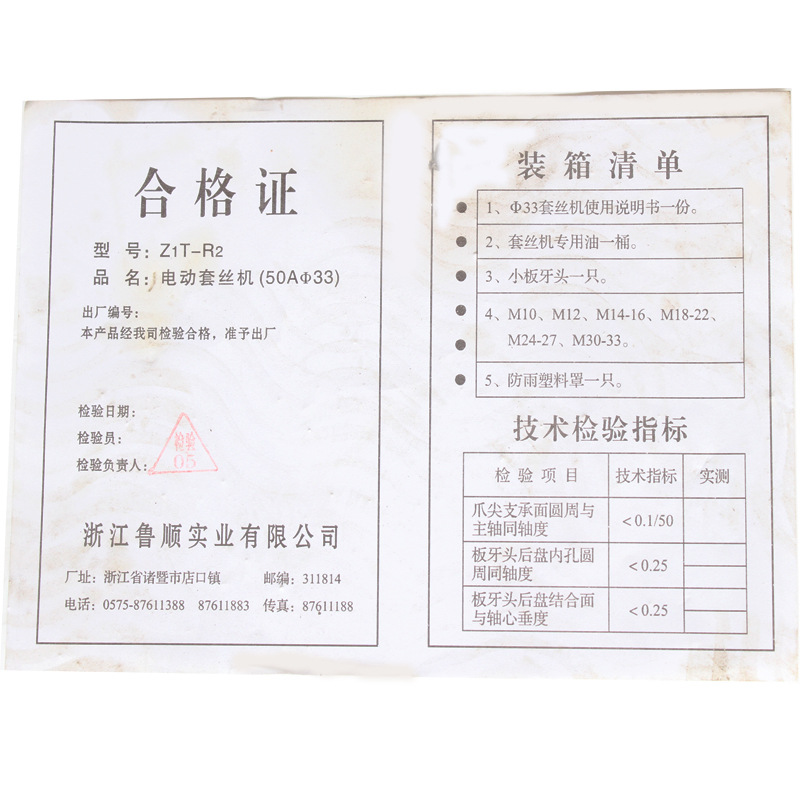 合格证
型 号：Z1T-R2
品 名：电动套丝机(50AΦ33)
出厂编号：
本产品经我司检验合格，准予出厂
检验日期：
检验员：
检验负责人：
检验
05
浙江鲁顺实业有限公司
厂址：浙江省诸暨市店口镇 邮编：311814
电话：0575-87611388 87611883 传真：87611188
装箱清单
1、Φ33套丝机使用说明书一份。
2、套丝机专用油一桶。
3、小板牙头一只。
4、M10、M12、M14-16、M18-22、
M24-27、M30-33。
5、防雨塑料罩一只。
技术检验指标
检验项目 技术指标 实测
爪尖支承面圆周与
主轴同轴度
＜0.1/50
板牙头后盘内孔圆
周同轴度
＜0.25
板牙头后盘结合面
与轴心垂度
＜0.25